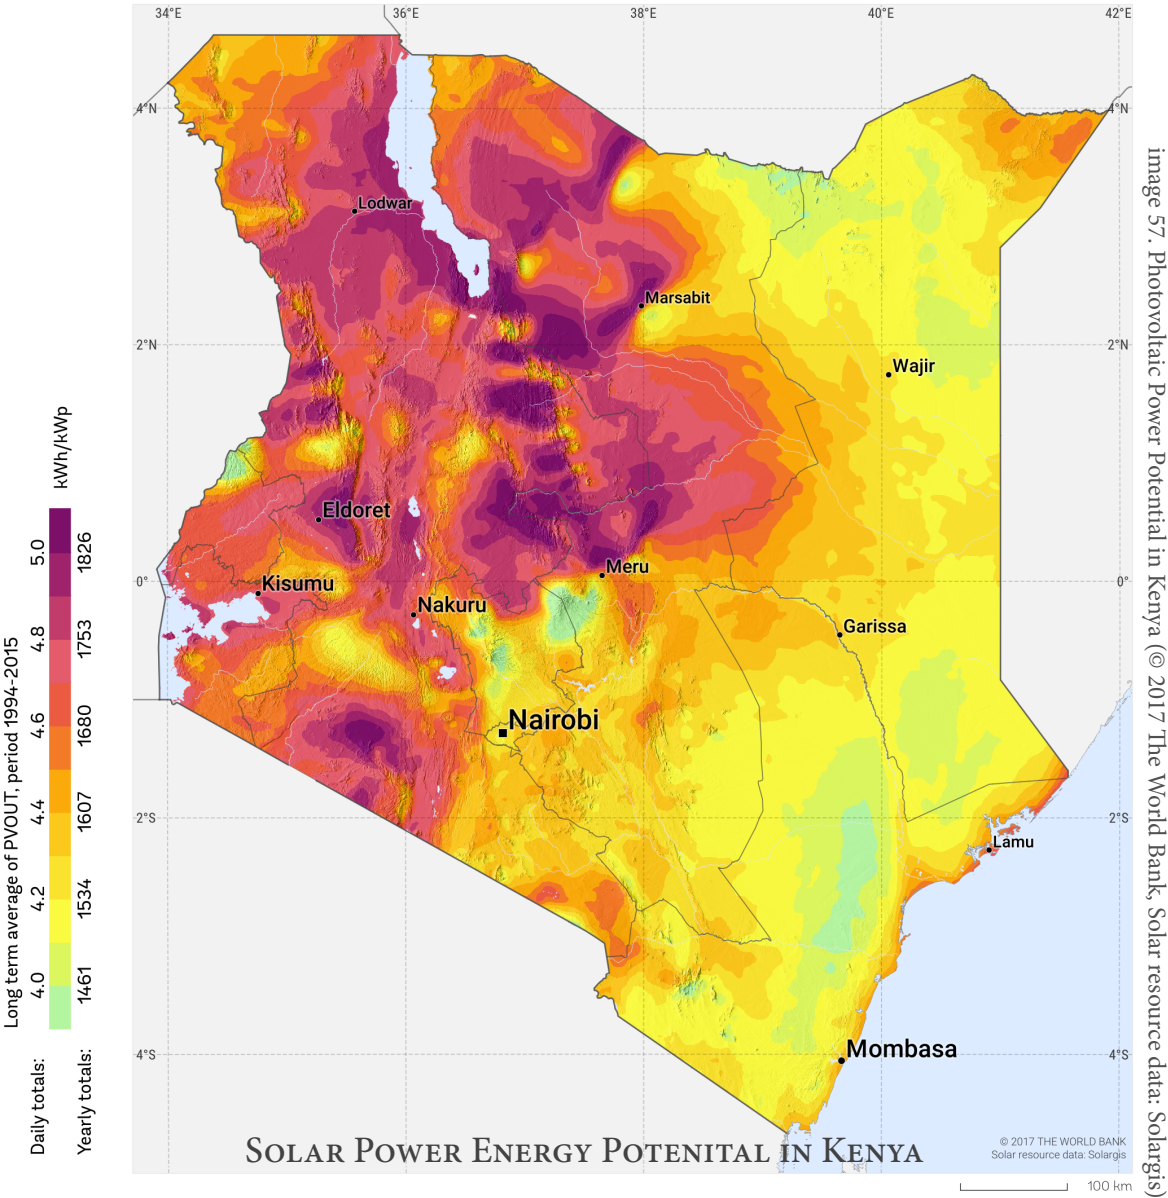 34°E 36°E 38°E 40°E 42°E
4°N 4°N
Lodwar
Marsabit
2°N 2°N
Wajir
Eldoret
Meru
0° 0°
Kisumu
Nakuru
Garissa
Nairobi
2°S 2°S
Lamu
4°S 4°S
Mombasa
Solar Power Energy Potenital in Kenya
© 2017 THE WORLD BANK
Solar resource data: Solargis
100 km
Long term average of PVOUT, period 1994-2015
Daily totals: 4.0 4.2 4.4 4.6 4.8 5.0
Yearly totals: 1461 1534 1607 1680 1753 1826 kWh/kWp
image 57. Photovoltaic Power Potential in Kenya (© 2017 The World Bank, Solar resource data: Solargis)